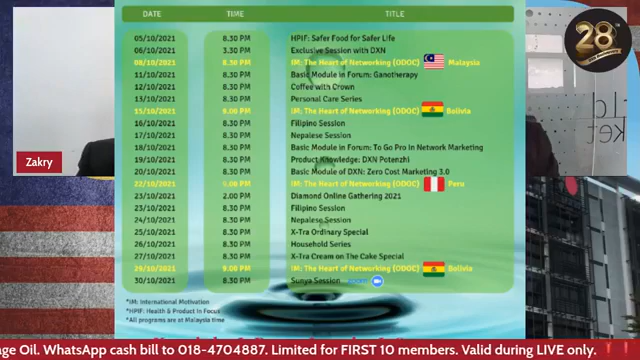 DATE TIME TITLE
05/10/2021 8.30 PM HPIF: Safer Food for Safer Life
06/10/2021 3.30 PM Exclusive Session with DXN
08/10/2021 8.30 PM IM: The Heart of Networking (ODOC) Malaysia
11/10/2021 8.30 PM Basic Module in Forum: Ganotherapy
12/10/2021 8.30 PM Coffee with Crown
13/10/2021 8.30 PM Personal Care Series
15/10/2021 9.00 PM IM: The Heart of Networking (ODOC) Bolivia
16/10/2021 8.30 PM Filipino Session
17/10/2021 8.30 PM Nepalese Session
18/10/2021 8.30 PM Basic Module in Forum: To Go Pro In Network Marketing
19/10/2021 8.30 PM Product Knowledge: DXN Potenzhi
20/10/2021 8.30 PM Basic Module of DXN: Zero Cost Marketing 3.0
22/10/2021 9.00 PM IM: The Heart of Networking (ODOC) Peru
23/10/2021 2.00 PM Diamond Online Gathering 2021
23/10/2021 8.30 PM Filipino Session
24/10/2021 8.30 PM Nepalese Session
25/10/2021 8.30 PM X-Tra Ordinary Special
26/10/2021 8.30 PM Household Series
27/10/2021 8.30 PM X-Tra Cream on The Cake Special
29/10/2021 9.00 PM IM: The Heart of Networking (ODOC) Bolivia
30/10/2021 8.30 PM Sunya Session zoom
*IM: International Motivation
*HPIF: Health & Product In Focus
*All programs are at Malaysia time
Zakry
28
age Oil. WhatsApp cash bill to 018-4704887. Limited for FIRST 10 members. Valid during LIVE only.